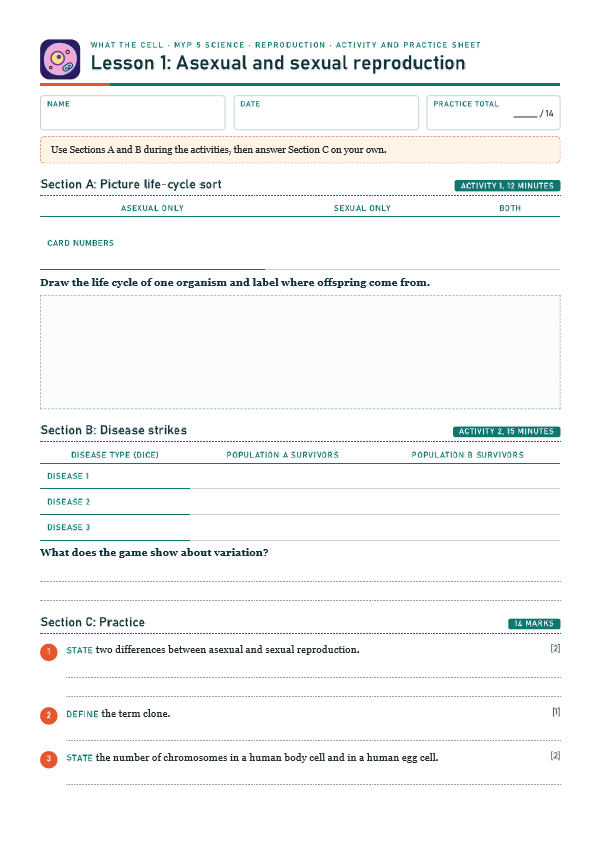 WHAT THE CELL · MYP 5 SCIENCE · REPRODUCTION · ACTIVITY AND PRACTICE SHEET
Lesson 1: Asexual and sexual reproduction
NAME
DATE
PRACTICE TOTAL
_____ / 14
Use Sections A and B during the activities, then answer Section C on your own.
Section A: Picture life-cycle sort
ACTIVITY 1, 12 MINUTES
ASEXUAL ONLY SEXUAL ONLY BOTH
CARD NUMBERS
Draw the life cycle of one organism and label where offspring come from.
Section B: Disease strikes
ACTIVITY 2, 15 MINUTES
DISEASE TYPE (DICE) POPULATION A SURVIVORS POPULATION B SURVIVORS
DISEASE 1
DISEASE 2
DISEASE 3
What does the game show about variation?
Section C: Practice
14 MARKS
1 STATE two differences between asexual and sexual reproduction. [2]
2 DEFINE the term clone. [1]
3 STATE the number of chromosomes in a human body cell and in a human egg cell. [2]